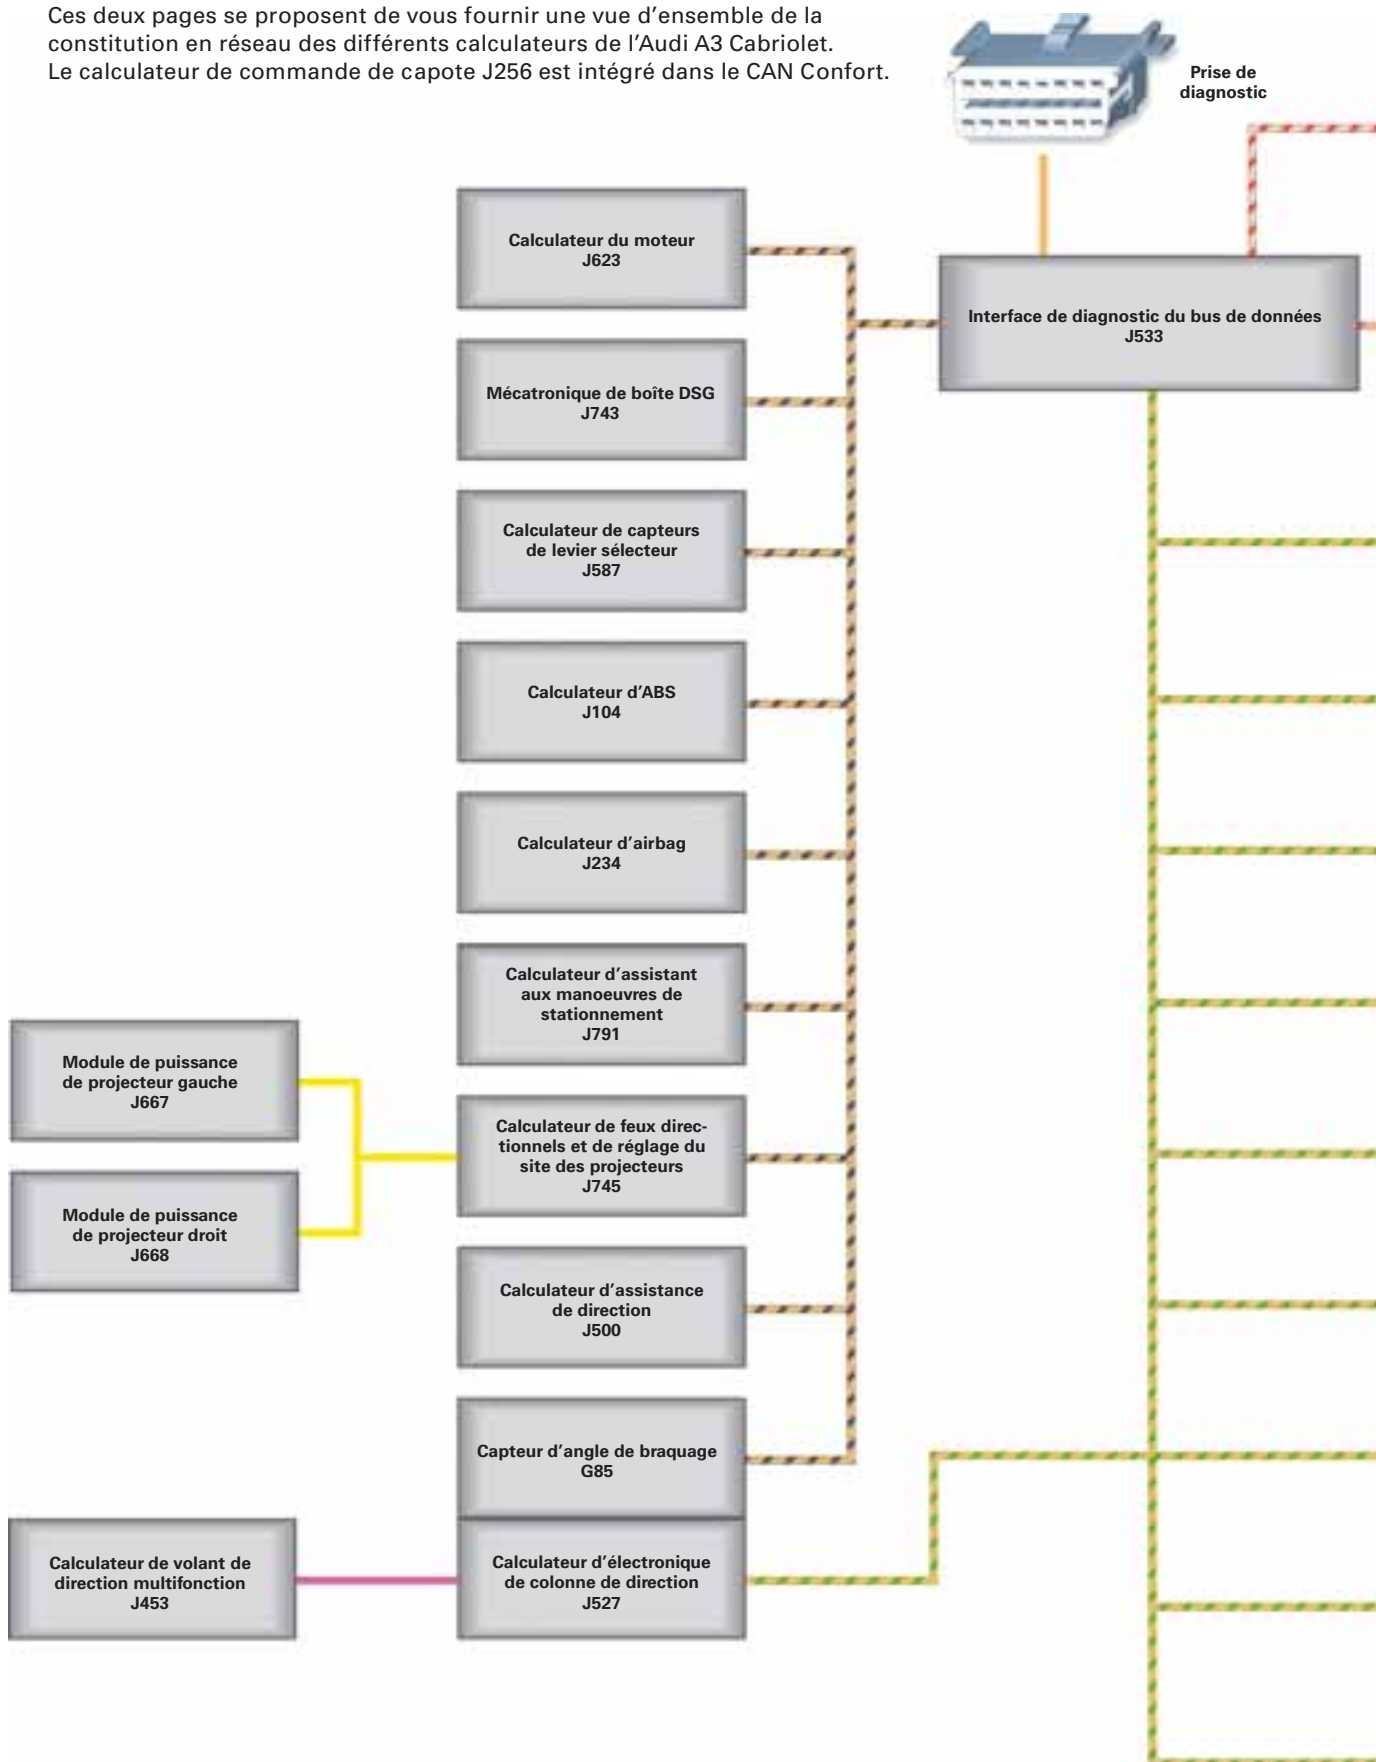 Ces deux pages se proposent de vous fournir une vue d'ensemble de la
constitution en réseau des différents calculateurs de l'Audi A3 Cabriolet.
Le calculateur de commande de capote J256 est intégré dans le CAN Confort.
Prise de
diagnostic
Calculateur du moteur
J623
Interface de diagnostic du bus de données
J533
Mécatronique de boîte DSG
J743
Calculateur de capteurs
de levier sélecteur
J587
Calculateur d'ABS
J104
Calculateur d'airbag
J234
Calculateur d'assistant
aux manoeuvres de
stationnement
J791
Module de puissance
de projecteur gauche
J667
Calculateur de feux direc-
tionnels et de réglage du
site des projecteurs
J745
Module de puissance
de projecteur droit
J668
Calculateur d'assistance
de direction
J500
Capteur d'angle de braquage
G85
Calculateur de volant de
direction multifonction
J453
Calculateur d'électronique
de colonne de direction
J527